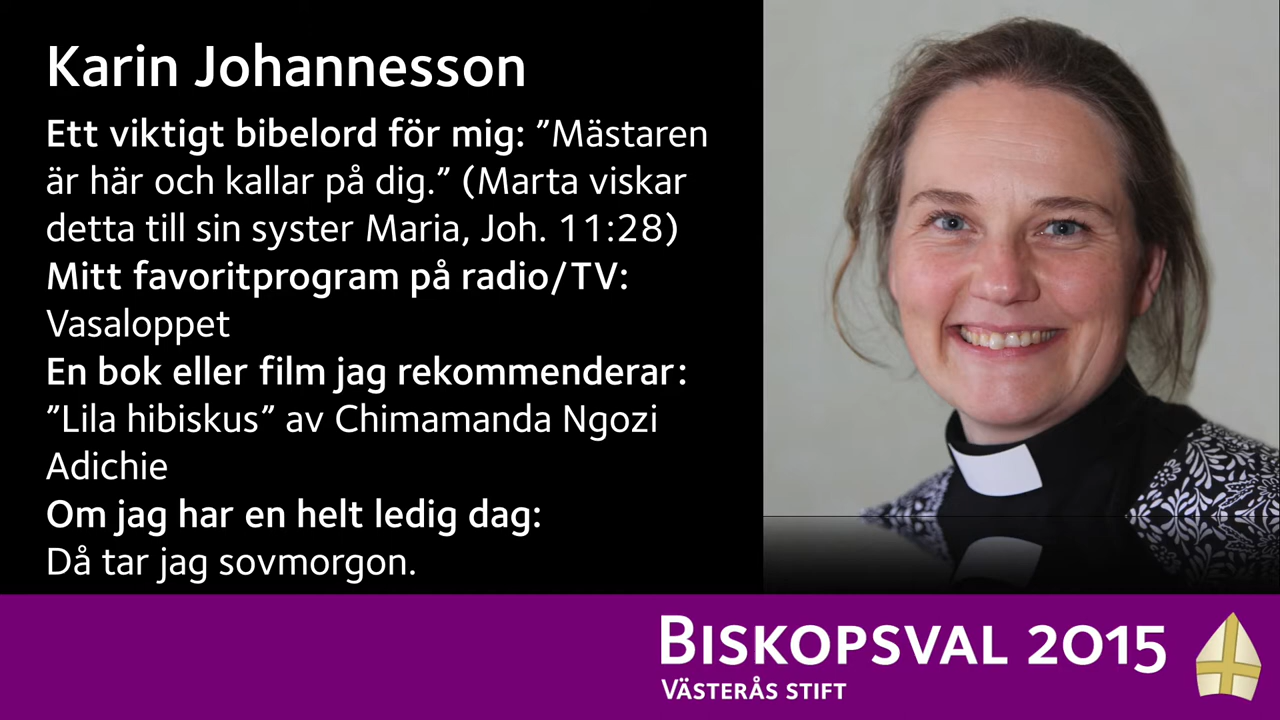 Karin Johannesson
Ett viktigt bibelord för mig: ”Mästaren
är här och kallar på dig.” (Marta viskar
detta till sin syster Maria, Joh. 11:28)
Mitt favoritprogram på radio/TV:
Vasaloppet
En bok eller film jag rekommenderar:
”Lila hibiskus” av Chimamanda Ngozi
Adichie
Om jag har en helt ledig dag:
Då tar jag sovmorgon.
BISKOPSVAL 2015
VÄSTERÅS STIFT